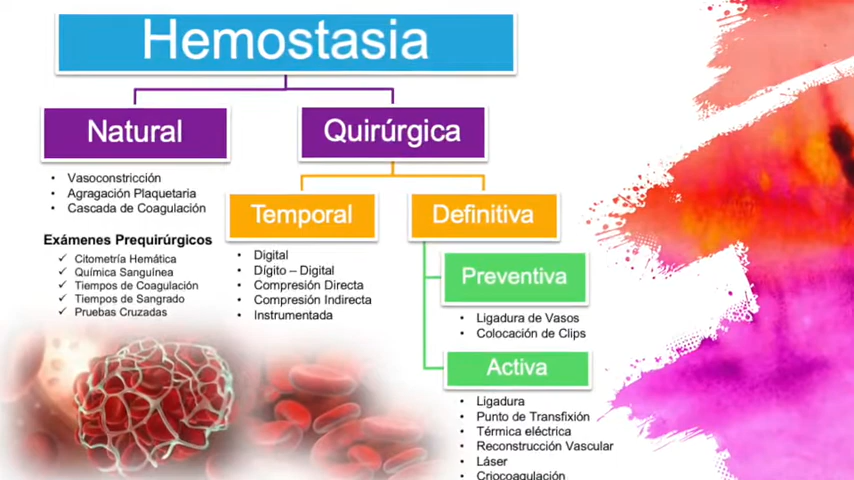 Hemostasia
Natural
Quirúrgica
• Vasoconstricción
• Agragación Plaquetaria
• Cascada de Coagulación
Exámenes Prequirúrgicos
✓ Citometría Hemática
✓ Química Sanguínea
✓ Tiempos de Coagulación
✓ Tiempos de Sangrado
✓ Pruebas Cruzadas
Temporal
• Digital
• Dígito – Digital
• Compresión Directa
• Compresión Indirecta
• Instrumentada
Definitiva
Preventiva
• Ligadura de Vasos
• Colocación de Clips
Activa
• Ligadura
• Punto de Transfixión
• Térmica eléctrica
• Reconstrucción Vascular
• Láser
• Criocoagulación